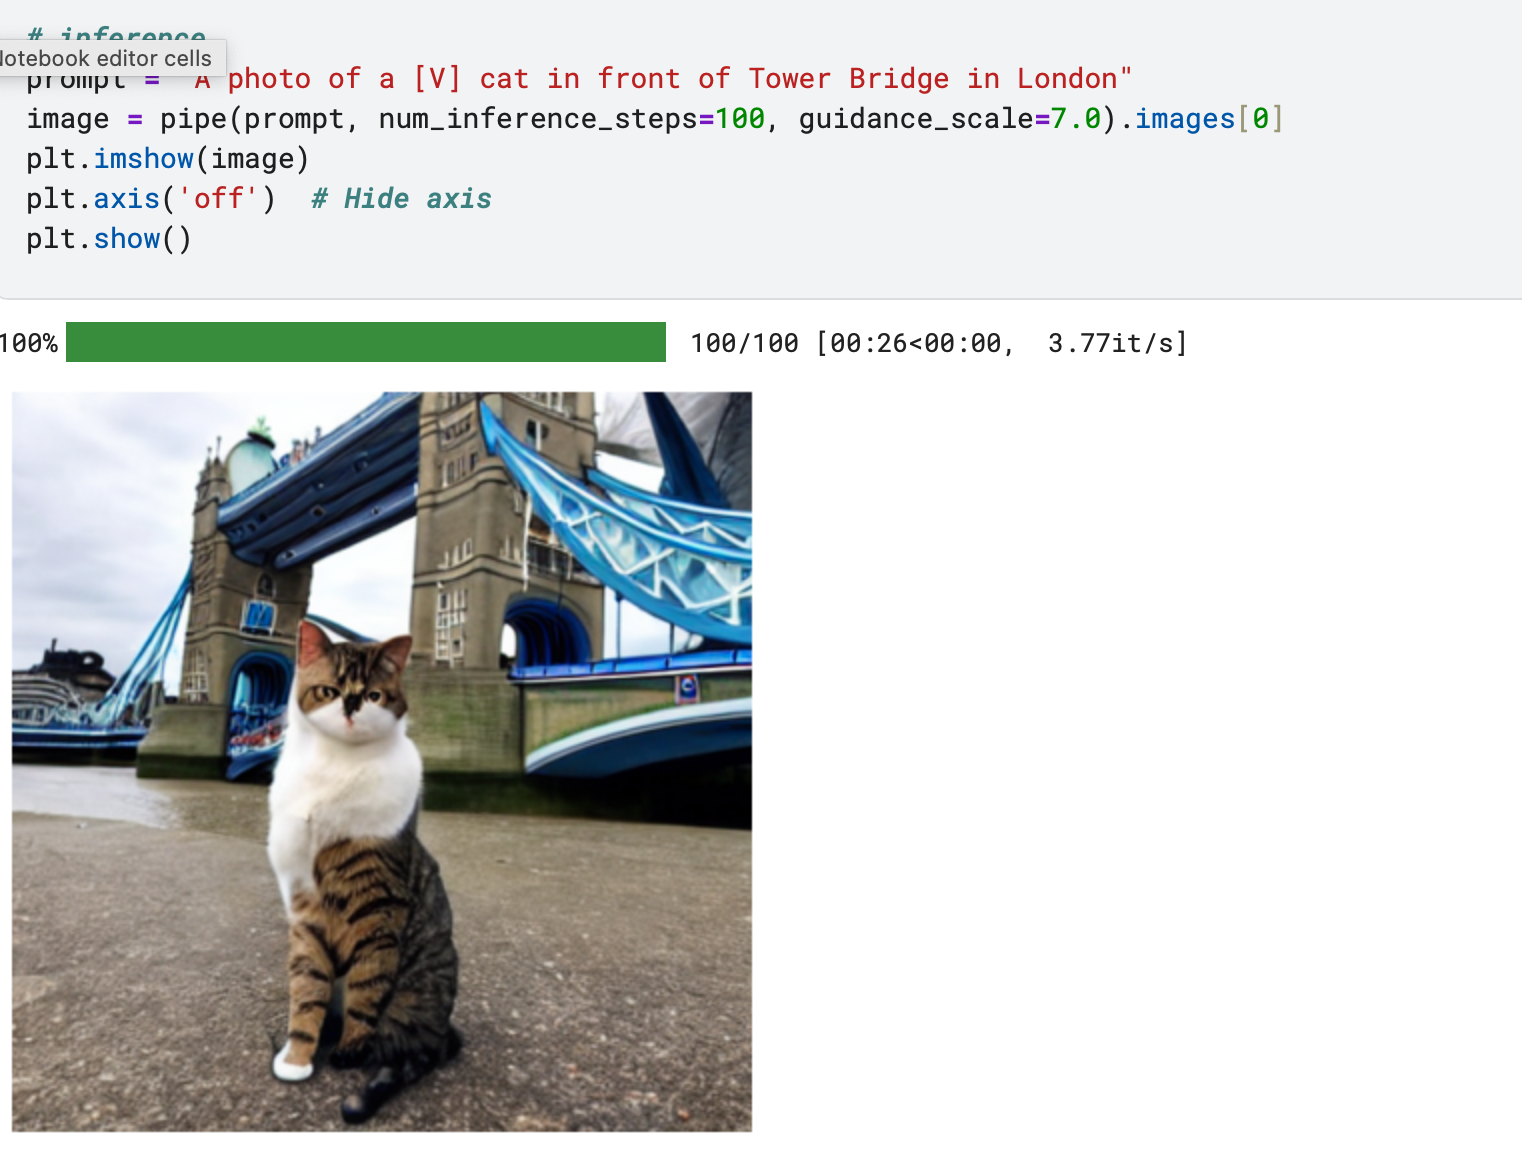 # inference
Notebook editor cells
prompt = "A photo of a [V] cat in front of Tower Bridge in London"
image = pipe(prompt, num_inference_steps=100, guidance_scale=7.0).images[0]
plt.imshow(image)
plt.axis('off')  # Hide axis
plt.show()
100% 100/100 [00:26<00:00, 3.77it/s]